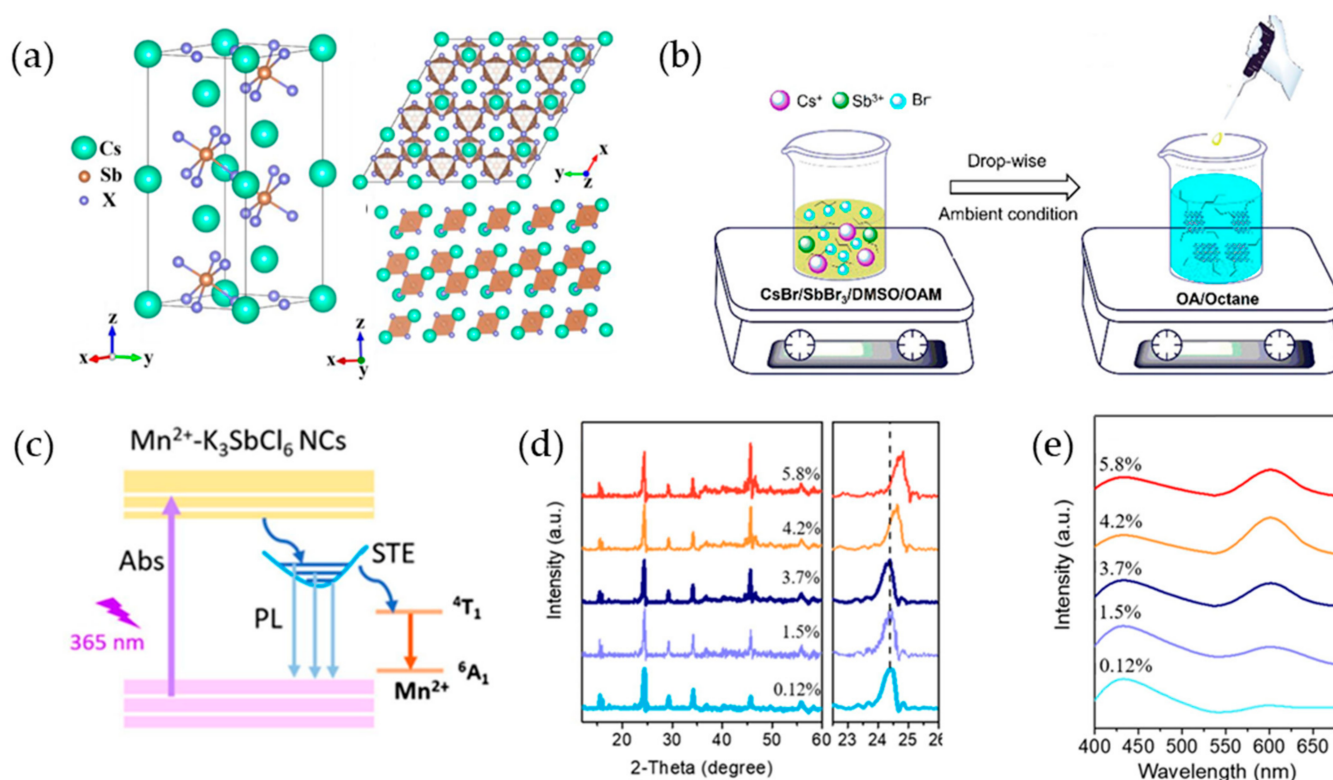 (a)
Cs
Sb
X
z
x
y
x
y
z
z
x
y
(b)
Cs⁺ Sb³⁺ Br⁻
Drop-wise
Ambient condition
CsBr/SbBr₃/DMSO/OAM
OA/Octane
(c)
Mn²⁺-K₃SbCl₆ NCs
Abs
STE
PL
365 nm
⁴T₁
⁶A₁
Mn²⁺
(d)
Intensity (a.u.)
5.8%
4.2%
3.7%
1.5%
0.12%
20 30 40 50 60 23 24 25 26
2-Theta (degree)
(e)
Intensity (a.u.)
5.8%
4.2%
3.7%
1.5%
0.12%
400 450 500 550 600 650
Wavelength (nm)